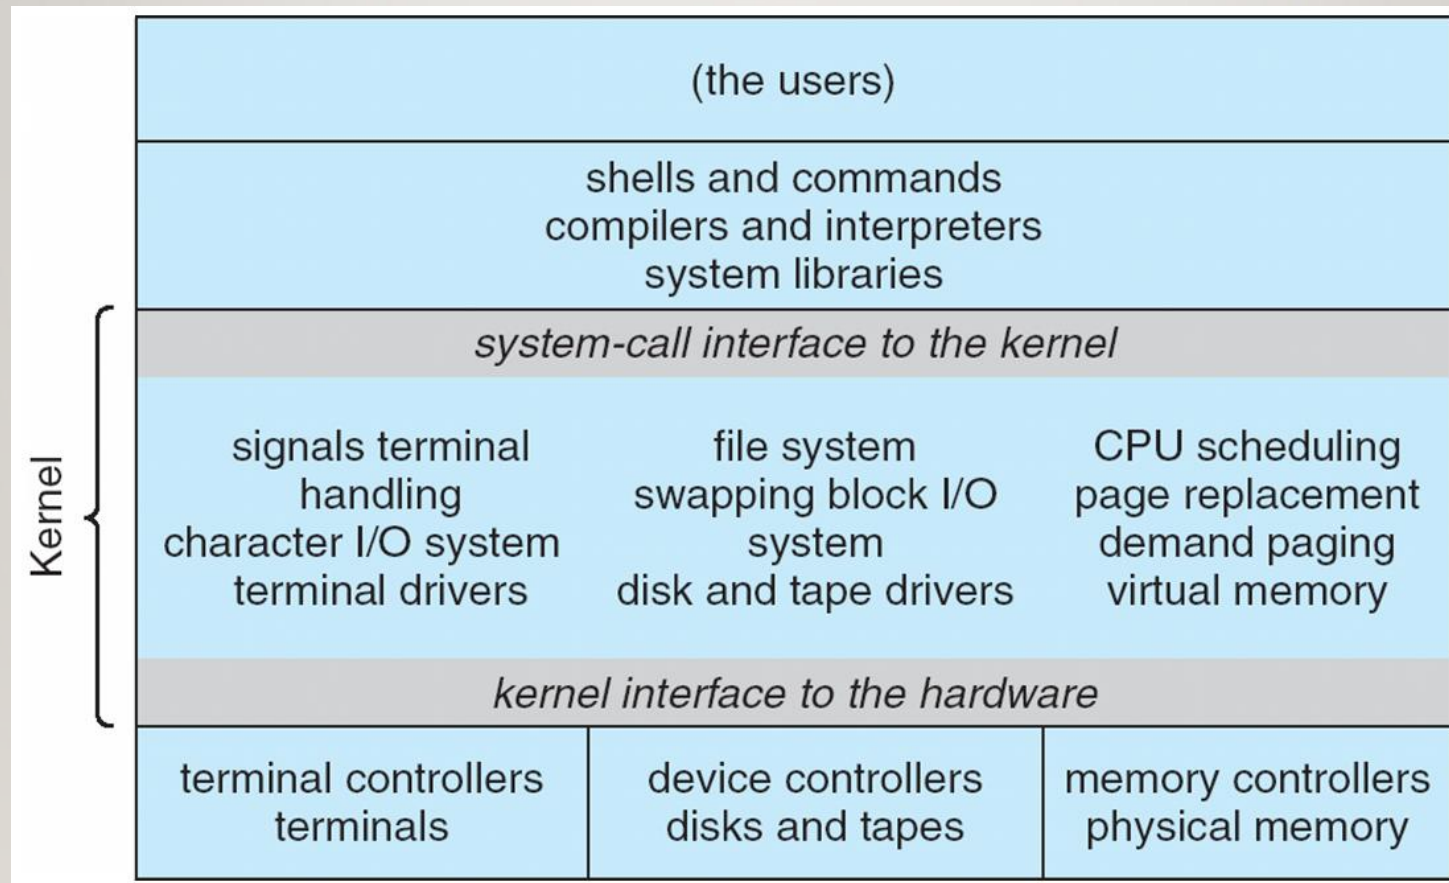 (the users)
shells and commands
compilers and interpreters
system libraries
system-call interface to the kernel
Kernel
signals terminal
handling
character I/O system
terminal drivers
file system
swapping block I/O
system
disk and tape drivers
CPU scheduling
page replacement
demand paging
virtual memory
kernel interface to the hardware
terminal controllers
terminals
device controllers
disks and tapes
memory controllers
physical memory